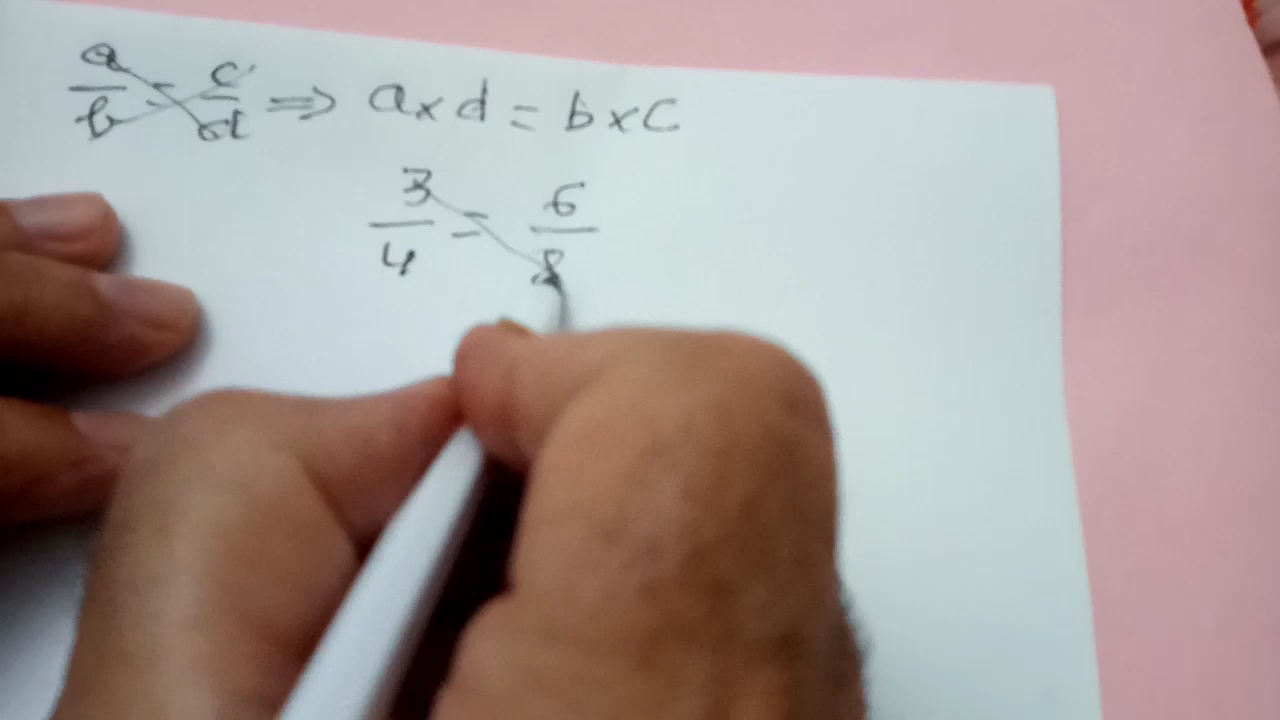 a/b = c/d ⇒ a × d = b × c
3/4 = 6/8